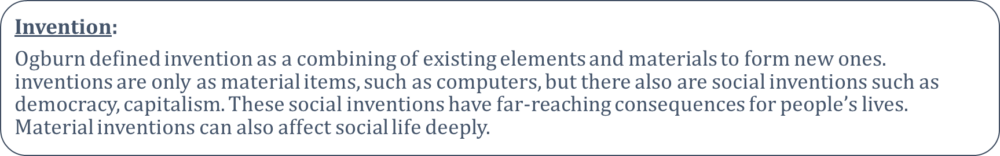 Invention:
Ogburn defined invention as a combining of existing elements and materials to form new ones.
inventions are only as material items, such as computers, but there also are social inventions such as
democracy, capitalism. These social inventions have far-reaching consequences for people’s lives.
Material inventions can also affect social life deeply.